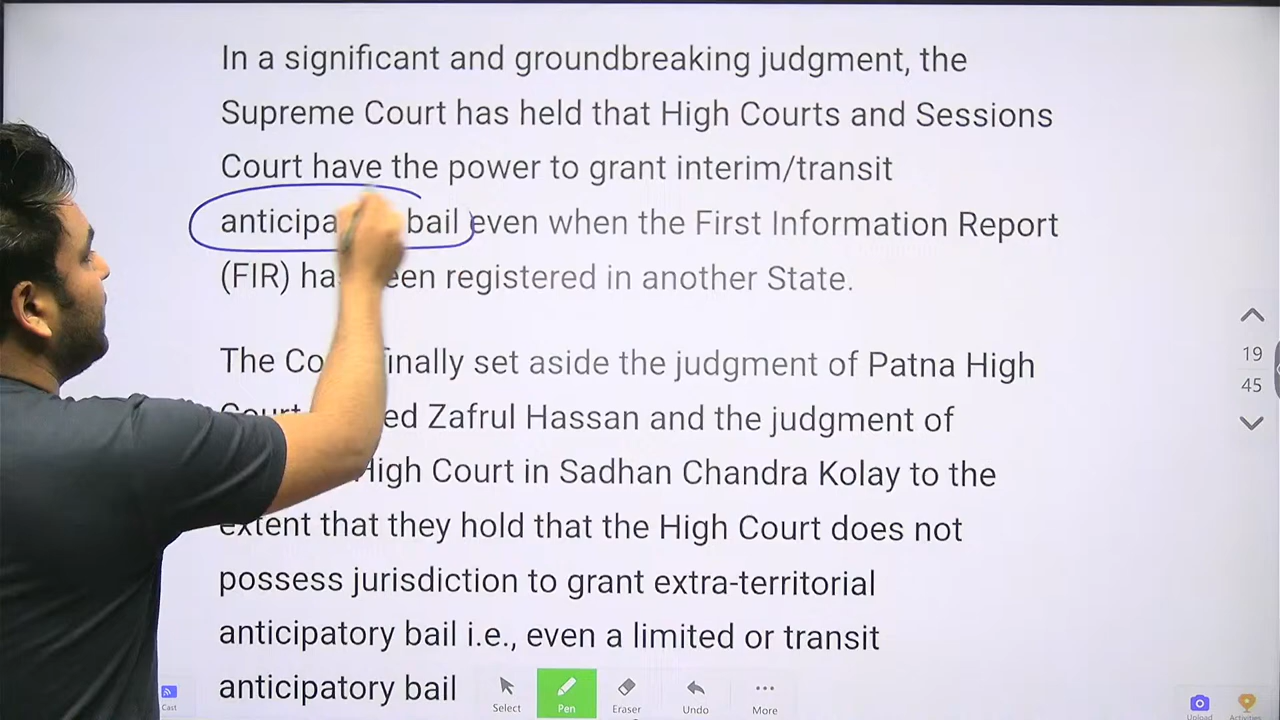 In a significant and groundbreaking judgment, the
Supreme Court has held that High Courts and Sessions
Court have the power to grant interim/transit
bail even when the First Information Report
(FIR) been registered in another State.
The finally set aside the judgment of Patna High
Zafrul Hassan and the judgment of
High Court in Sadhan Chandra Kolay to the
extent that they hold that the High Court does not
possess jurisdiction to grant extra-territorial
anticipatory bail i.e., even a limited or transit
anticipatory bail
19
45
Cast
Select
Pen
Eraser
Undo
More
Upload
Activities